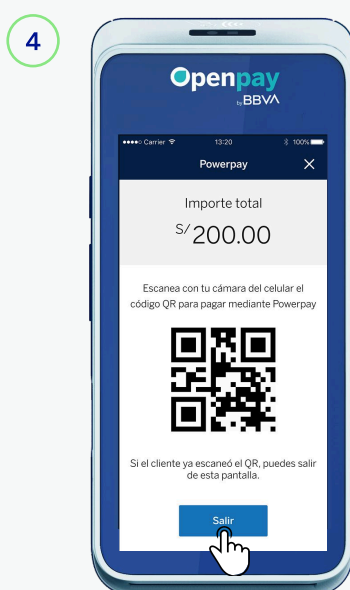 4
Openpay
by BBVA
Carrier 13:20 100%
Powerpay
Importe total
S/ 200.00
Escanea con tu cámara del celular el
código QR para pagar mediante Powerpay
Si el cliente ya escaneó el QR, puedes salir
de esta pantalla.
Salir